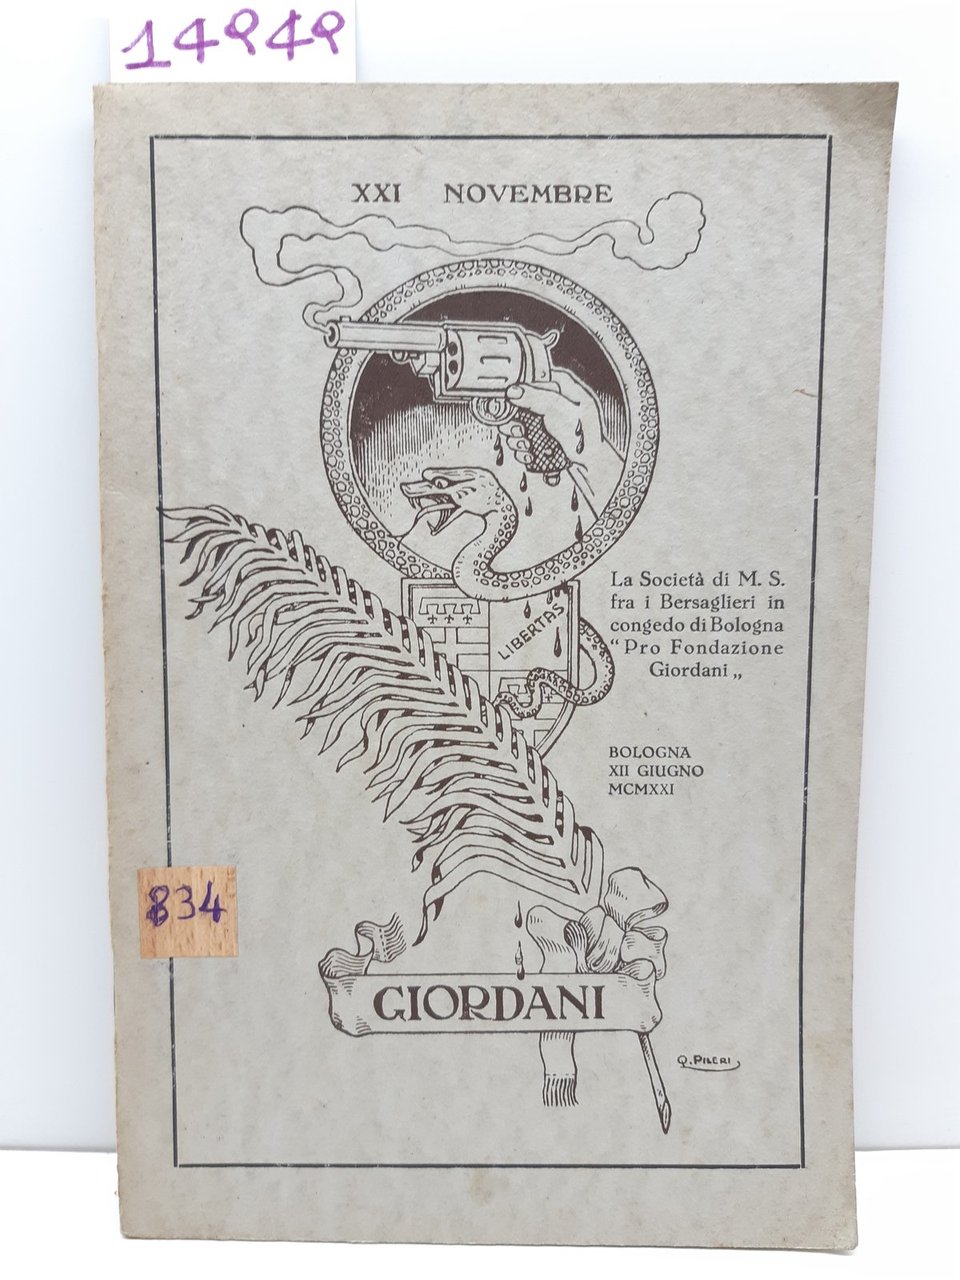 14949
XXI NOVEMBRE
LIBERTAS
La Società di M. S.
fra i Bersaglieri in
congedo di Bologna
“Pro Fondazione
Giordani„
BOLOGNA
XII GIUGNO
MCMXXI
834
GIORDANI
Q. PILERI